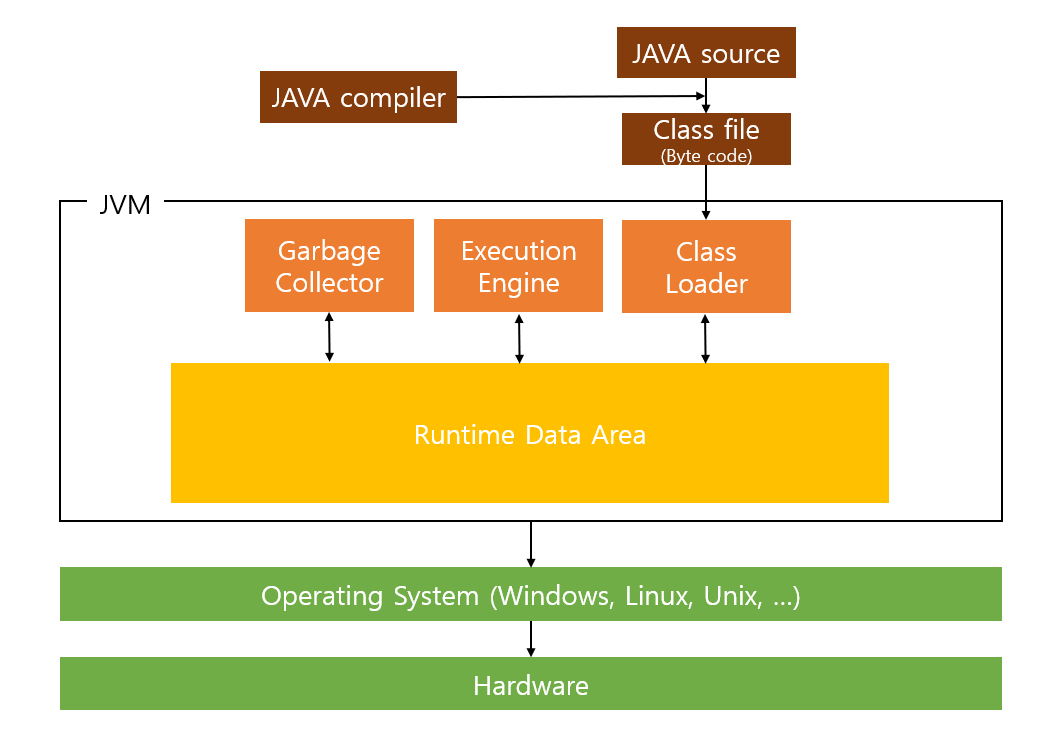 JAVA source
JAVA compiler
Class file
(Byte code)
JVM
Garbage
Collector
Execution
Engine
Class
Loader
Runtime Data Area
Operating System (Windows, Linux, Unix, ...)
Hardware